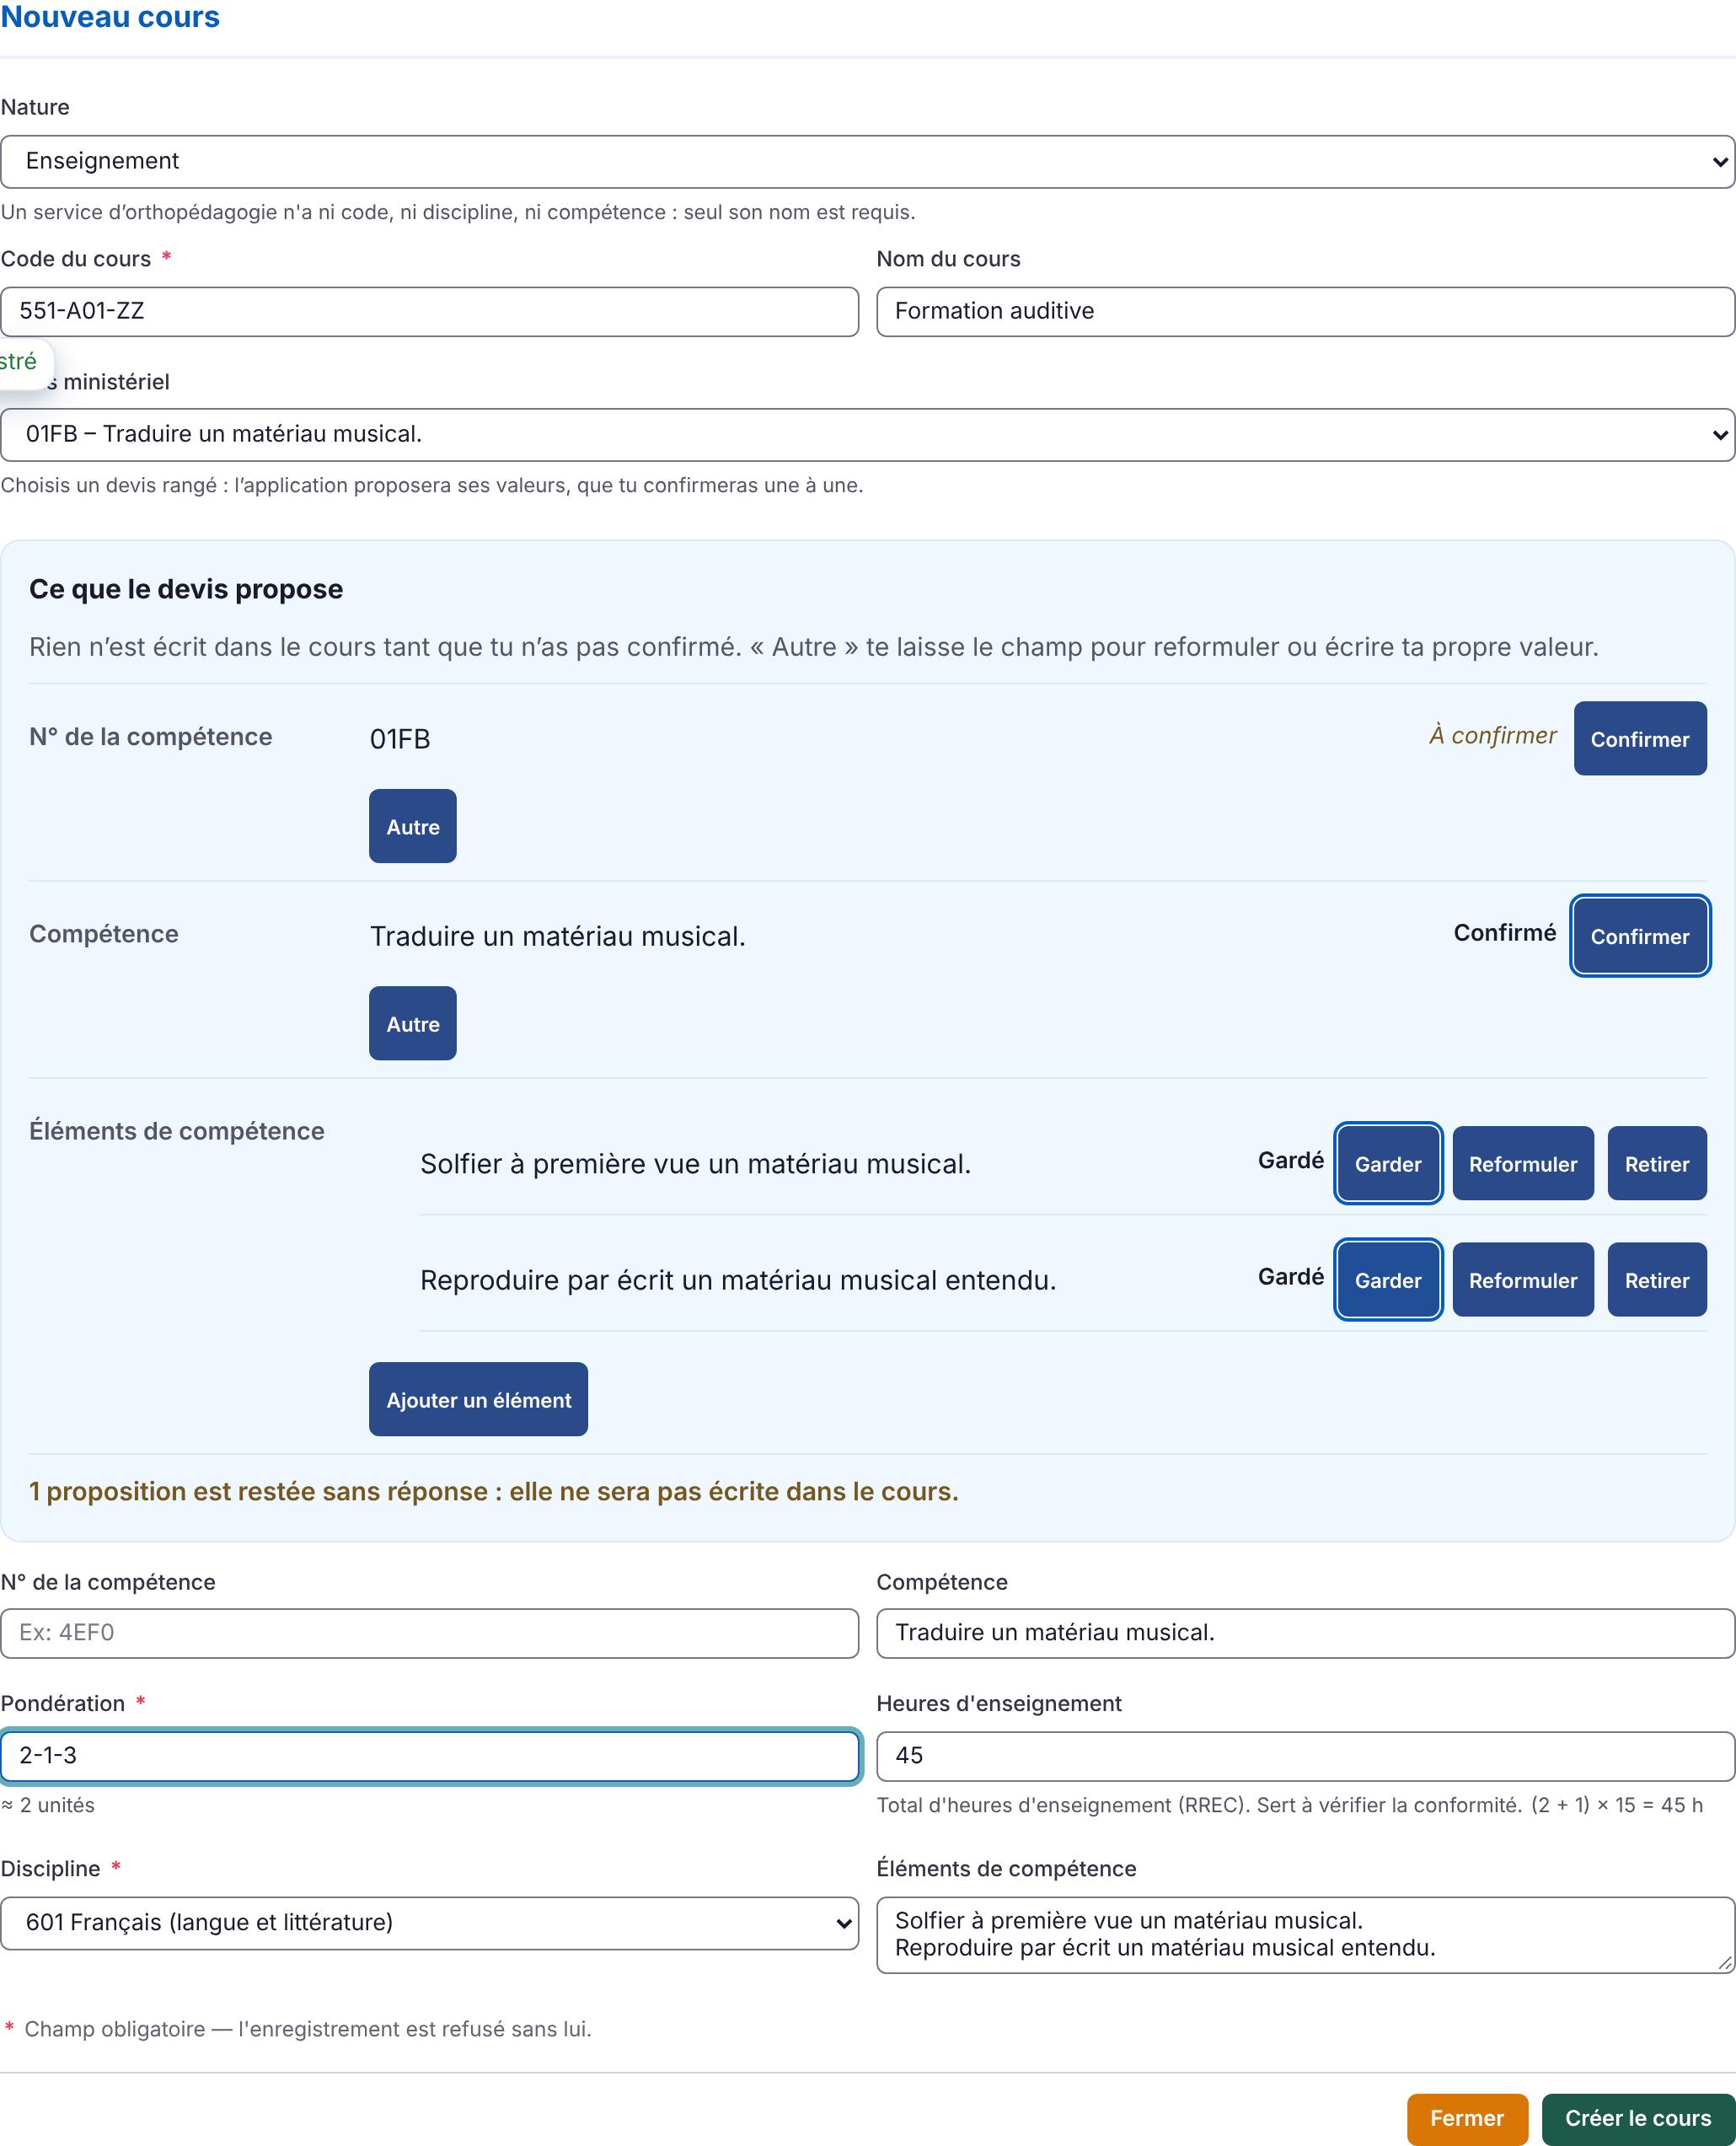 Nouveau cours
Nature
Enseignement
Un service d’orthopédagogie n'a ni code, ni discipline, ni compétence : seul son nom est requis.
Code du cours *
Nom du cours
551-A01-ZZ
Formation auditive
stré
s ministériel
01FB – Traduire un matériau musical.
Choisis un devis rangé : l’application proposera ses valeurs, que tu confirmeras une à une.
Ce que le devis propose
Rien n’est écrit dans le cours tant que tu n’as pas confirmé. « Autre » te laisse le champ pour reformuler ou écrire ta propre valeur.
N° de la compétence
01FB
À confirmer
Confirmer
Autre
Compétence
Traduire un matériau musical.
Confirmé
Confirmer
Autre
Éléments de compétence
Solfier à première vue un matériau musical.
Gardé
Garder
Reformuler
Retirer
Reproduire par écrit un matériau musical entendu.
Gardé
Garder
Reformuler
Retirer
Ajouter un élément
1 proposition est restée sans réponse : elle ne sera pas écrite dans le cours.
N° de la compétence
Compétence
Ex: 4EF0
Traduire un matériau musical.
Pondération *
Heures d'enseignement
2-1-3
45
≈ 2 unités
Total d'heures d'enseignement (RREC). Sert à vérifier la conformité. (2 + 1) × 15 = 45 h
Discipline *
Éléments de compétence
601 Français (langue et littérature)
Solfier à première vue un matériau musical.
Reproduire par écrit un matériau musical entendu.
* Champ obligatoire — l'enregistrement est refusé sans lui.
Fermer
Créer le cours